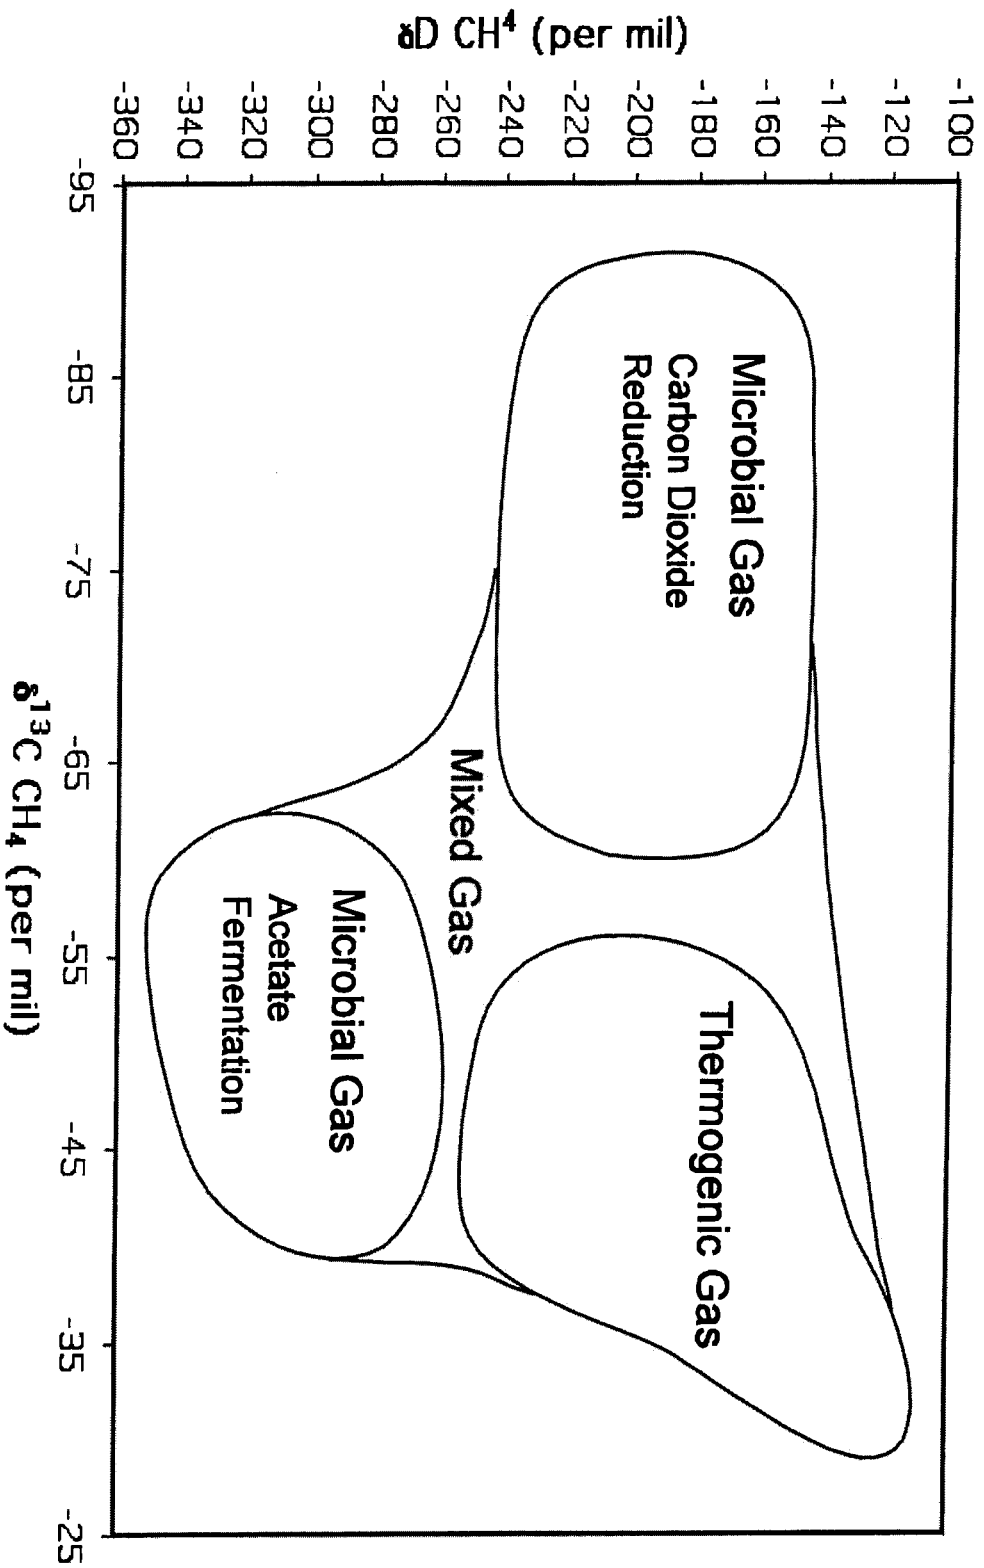 δD CH⁴ (per mil)
-100
-120
-140
-160
-180
-200
-220
-240
-260
-280
-300
-320
-340
-360
Microbial Gas
Carbon Dioxide
Reduction
Thermogenic Gas
Mixed Gas
Microbial Gas
Acetate
Fermentation
-95
-85
-75
-65
-55
-45
-35
-25
δ¹³C CH₄ (per mil)